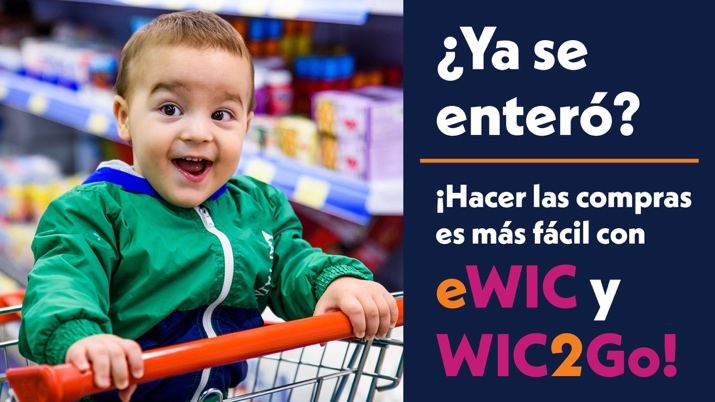 ¿Ya se
enteró?
¡Hacer las compras
es más fácil con
eWIC y
WIC2Go!